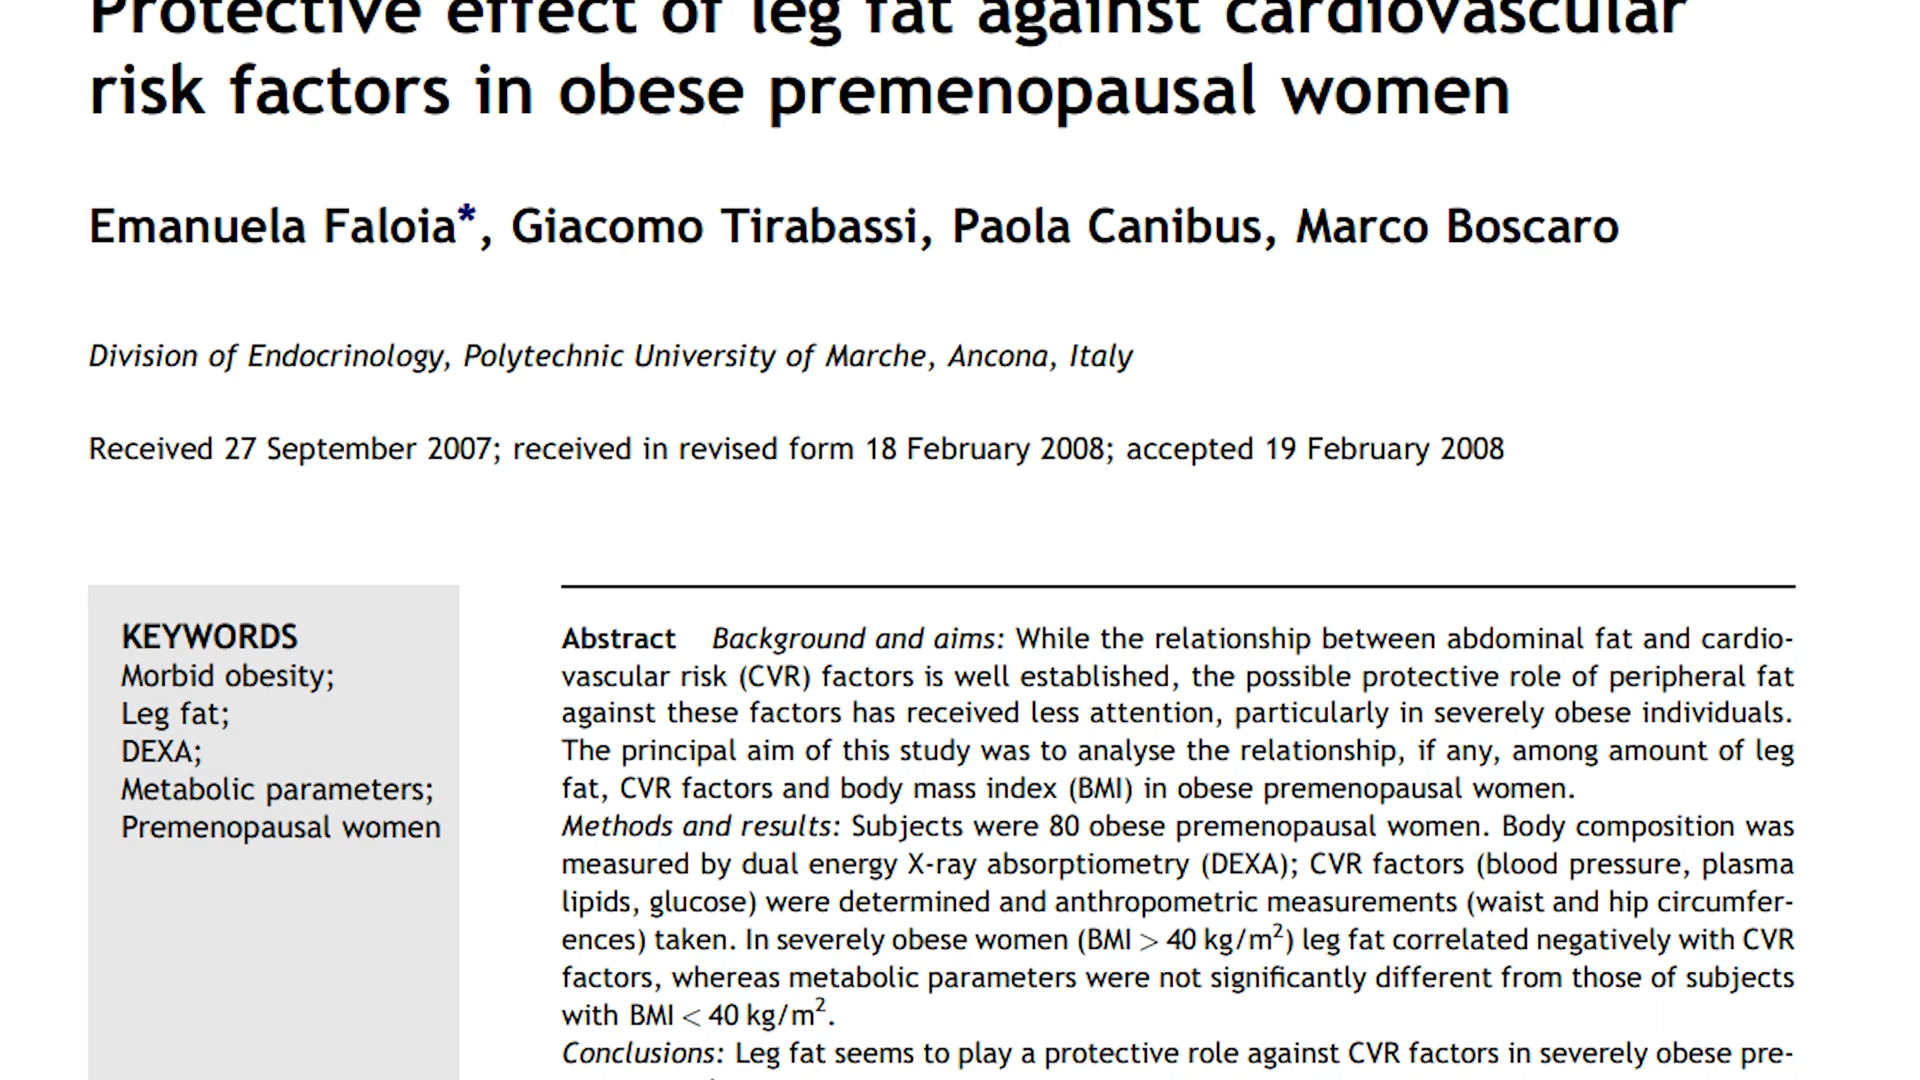 Protective effect of leg fat against cardiovascular
risk factors in obese premenopausal women
Emanuela Faloia*, Giacomo Tirabassi, Paola Canibus, Marco Boscaro
Division of Endocrinology, Polytechnic University of Marche, Ancona, Italy
Received 27 September 2007; received in revised form 18 February 2008; accepted 19 February 2008
KEYWORDS
Morbid obesity;
Leg fat;
DEXA;
Metabolic parameters;
Premenopausal women
Abstract Background and aims: While the relationship between abdominal fat and cardio-
vascular risk (CVR) factors is well established, the possible protective role of peripheral fat
against these factors has received less attention, particularly in severely obese individuals.
The principal aim of this study was to analyse the relationship, if any, among amount of leg
fat, CVR factors and body mass index (BMI) in obese premenopausal women.
Methods and results: Subjects were 80 obese premenopausal women. Body composition was
measured by dual energy X-ray absorptiometry (DEXA); CVR factors (blood pressure, plasma
lipids, glucose) were determined and anthropometric measurements (waist and hip circumfer-
ences) taken. In severely obese women (BMI > 40 kg/m²) leg fat correlated negatively with CVR
factors, whereas metabolic parameters were not significantly different from those of subjects
with BMI < 40 kg/m².
Conclusions: Leg fat seems to play a protective role against CVR factors in severely obese pre-